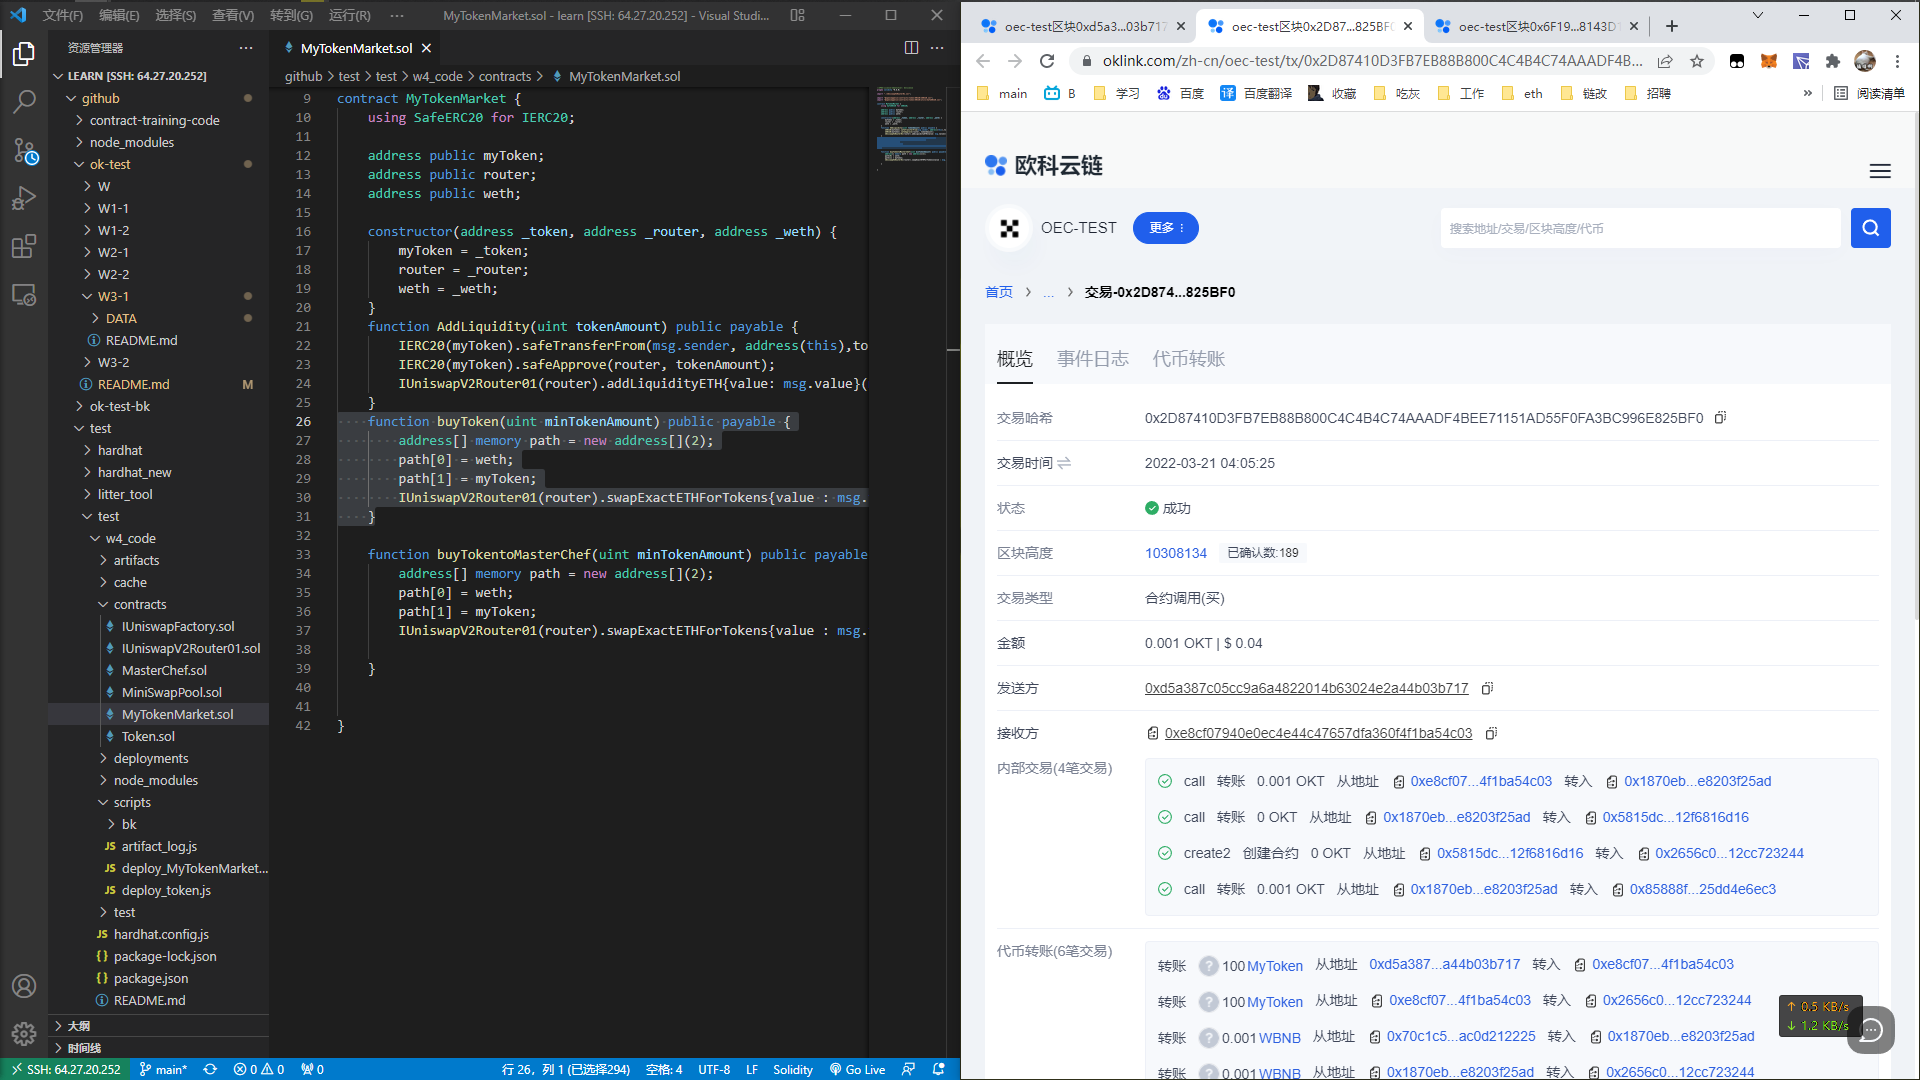 文件(F) 编辑(E) 选择(S) 查看(V) 转到(G) 运行(R) ··· MyTokenMarket.sol - learn [SSH: 64.27.20.252] - Visual Studi...
资源管理器 ···
LEARN [SSH: 64.27.20.252]
github
contract-training-code
node_modules
ok-test
W
W1-1
W1-2
W2-1
W2-2
W3-1
DATA
README.md
W3-2
README.md M
ok-test-bk
test
hardhat
hardhat_new
litter_tool
test
w4_code
artifacts
cache
contracts
IUniswapFactory.sol
IUniswapV2Router01.sol
MasterChef.sol
MiniSwapPool.sol
MyTokenMarket.sol
Token.sol
deployments
node_modules
scripts
bk
JS artifact_log.js
JS deploy_MyTokenMarket...
JS deploy_token.js
test
JS hardhat.config.js
{} package-lock.json
{} package.json
README.md
大纲
时间线
MyTokenMarket.sol
github > test > test > w4_code > contracts > MyTokenMarket.sol
9 contract MyTokenMarket {
10 using SafeERC20 for IERC20;
11
12 address public myToken;
13 address public router;
14 address public weth;
15
16 constructor(address _token, address _router, address _weth) {
17 myToken = _token;
18 router = _router;
19 weth = _weth;
20 }
21 function AddLiquidity(uint tokenAmount) public payable {
22 IERC20(myToken).safeTransferFrom(msg.sender, address(this),to
23 IERC20(myToken).safeApprove(router, tokenAmount);
24 IUniswapV2Router01(router).addLiquidityETH{value: msg.value}(
25 }
26 function buyToken(uint minTokenAmount) public payable {
27 address[] memory path = new address[](2);
28 path[0] = weth;
29 path[1] = myToken;
30 IUniswapV2Router01(router).swapExactETHForTokens{value : msg.
31 }
32
33 function buyTokentoMasterChef(uint minTokenAmount) public payable
34 address[] memory path = new address[](2);
35 path[0] = weth;
36 path[1] = myToken;
37 IUniswapV2Router01(router).swapExactETHForTokens{value : msg.
38
39 }
40
41
42 }
SSH: 64.27.20.252 main* 0 0 0 行 26，列 1 (已选择294) 空格: 4 UTF-8 LF Solidity Go Live
oec-test区块0xd5a3...03b717 oec-test区块0x2D87...825BF0 oec-test区块0x6F19...8143D
oklink.com/zh-cn/oec-test/tx/0x2D87410D3FB7EB88B800C4C4B4C74AAADF4B...
main B 学习 百度 译 百度翻译 收藏 吃灰 工作 eth 链改 招聘 » 阅读清单
欧科云链
OEC-TEST 更多 搜索地址/交易/区块高度/代币
首页 > ... > 交易-0x2D874...825BF0
概览 事件日志 代币转账
交易哈希 0x2D87410D3FB7EB88B800C4C4B4C74AAADF4BEE71151AD55F0FA3BC996E825BF0
交易时间 2022-03-21 04:05:25
状态 成功
区块高度 10308134 已确认数:189
交易类型 合约调用(买)
金额 0.001 OKT | $ 0.04
发送方 0xd5a387c05cc9a6a4822014b63024e2a44b03b717
接收方 0xe8cf07940e0ec4e44c47657dfa360f4f1ba54c03
内部交易(4笔交易)
call 转账 0.001 OKT 从地址 0xe8cf07...4f1ba54c03 转入 0x1870eb...e8203f25ad
call 转账 0 OKT 从地址 0x1870eb...e8203f25ad 转入 0x5815dc...12f6816d16
create2 创建合约 0 OKT 从地址 0x5815dc...12f6816d16 转入 0x2656c0...12cc723244
call 转账 0.001 OKT 从地址 0x1870eb...e8203f25ad 转入 0x85888f...25dd4e6ec3
代币转账(6笔交易)
转账 ? 100 MyToken 从地址 0xd5a387...a44b03b717 转入 0xe8cf07...4f1ba54c03
转账 ? 100 MyToken 从地址 0xe8cf07...4f1ba54c03 转入 0x2656c0...12cc723244
转账 ? 0.001 WBNB 从地址 0x70c1c5...ac0d212225 转入 0x1870eb...e8203f25ad
转账 ? 0.001 WBNB 从地址 0x1870eb...e8203f25ad 转入 0x2656c0...12cc723244
↑ 0.5 KB/s
↓ 1.2 KB/s